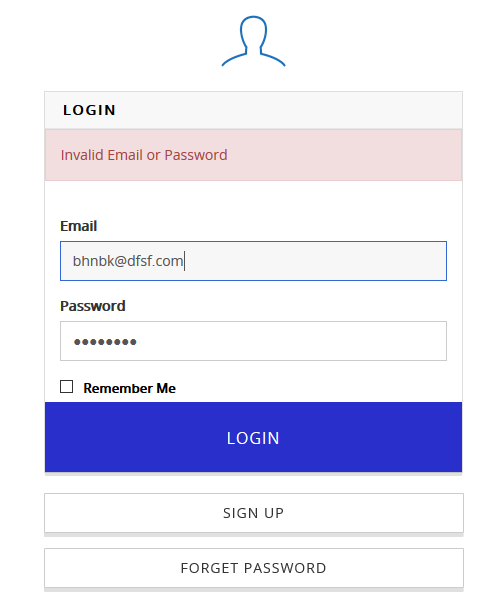 LOGIN
Invalid Email or Password
Email
bhnbk@dfsf.com
Password
••••••••
Remember Me
LOGIN
SIGN UP
FORGET PASSWORD